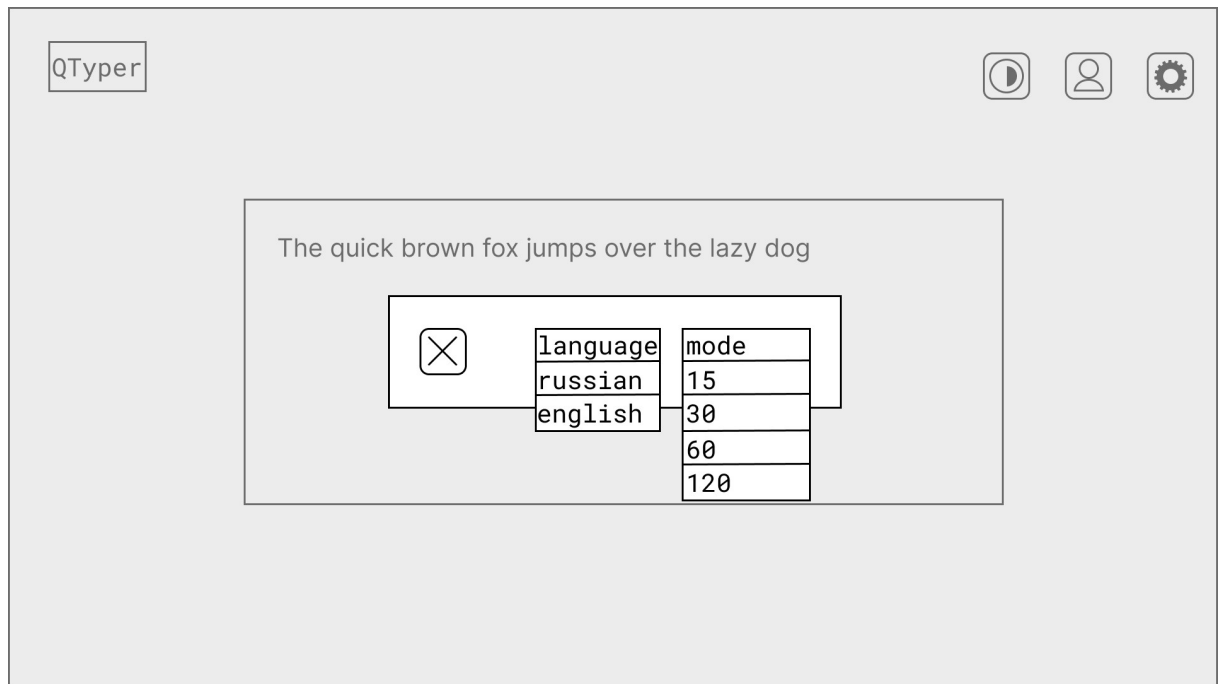 QTyper
The quick brown fox jumps over the lazy dog
language
russian
english
mode
15
30
60
120